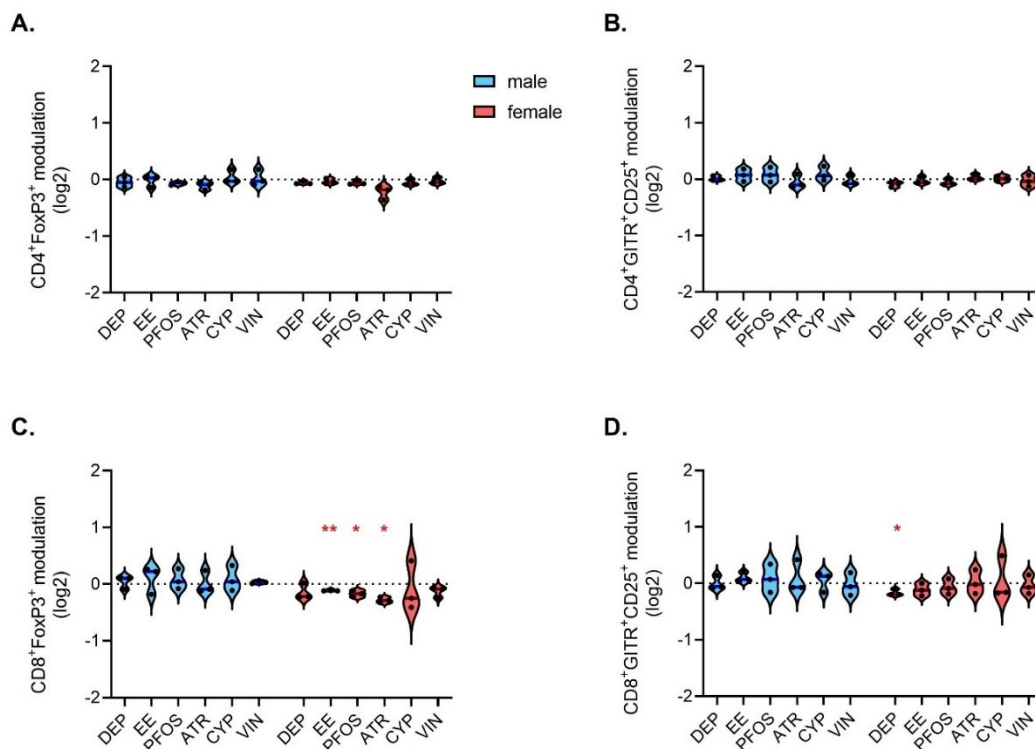 A.
CD4+FoxP3+ modulation
(log2)
2
1
0
-1
-2
DEP
EE
PFOS
ATR
CYP
VIN
DEP
EE
PFOS
ATR
CYP
VIN
male
female
B.
CD4+GITR+CD25+ modulation
(log2)
2
1
0
-1
-2
DEP
EE
PFOS
ATR
CYP
VIN
DEP
EE
PFOS
ATR
CYP
VIN
C.
CD8+FoxP3+ modulation
(log2)
2
1
0
-1
-2
** * *
DEP
EE
PFOS
ATR
CYP
VIN
DEP
EE
PFOS
ATR
CYP
VIN
D.
CD8+GITR+CD25+ modulation
(log2)
2
1
0
-1
-2
*
DEP
EE
PFOS
ATR
CYP
VIN
DEP
EE
PFOS
ATR
CYP
VIN